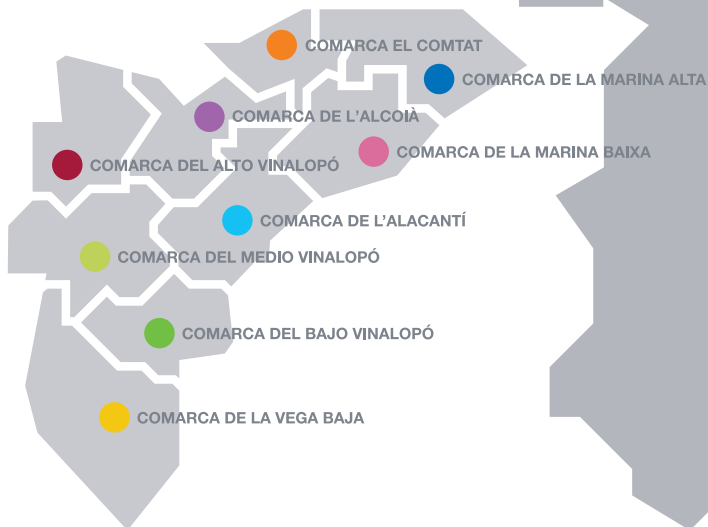 COMARCA EL COMTAT
COMARCA DE LA MARINA ALTA
COMARCA DE L'ALCOIÀ
COMARCA DE LA MARINA BAIXA
COMARCA DEL ALTO VINALOPÓ
COMARCA DE L'ALACANTÍ
COMARCA DEL MEDIO VINALOPÓ
COMARCA DEL BAJO VINALOPÓ
COMARCA DE LA VEGA BAJA